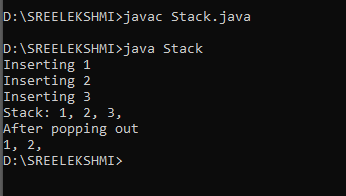 D:\SREELEKSHMI>javac Stack.java
D:\SREELEKSHMI>java Stack
Inserting 1
Inserting 2
Inserting 3
Stack: 1, 2, 3,
After popping out
1, 2,
D:\SREELEKSHMI>